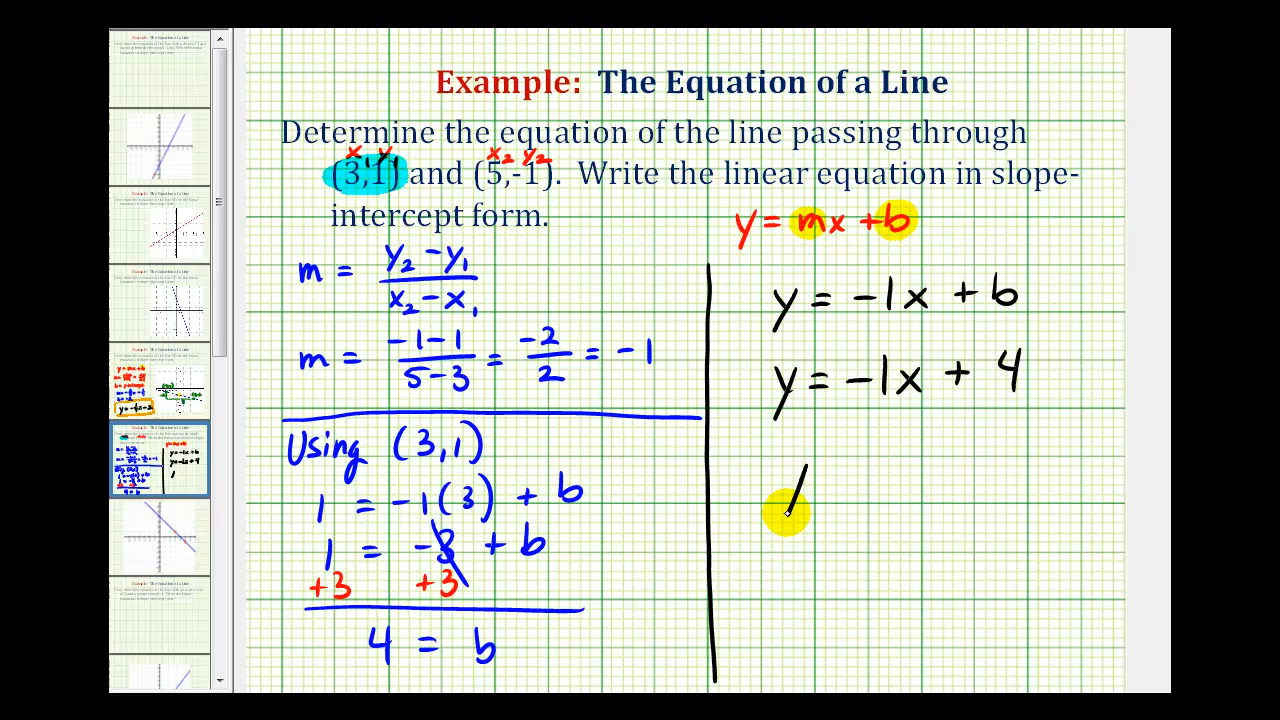 Example: The Equation of a Line
Determine the equation of the line passing through
x₁ y₁ x₂ y₂
(3,1) and (5,-1). Write the linear equation in slope-
intercept form.
y = mx + b
m = (y₂ - y₁)/(x₂ - x₁)
m = (-1-1)/(5-3) = -2/2 = -1
Using (3,1)
1 = -1(3) + b
1 = -3 + b
+3 +3
4 = b
y = -1x + b
y = -1x + 4